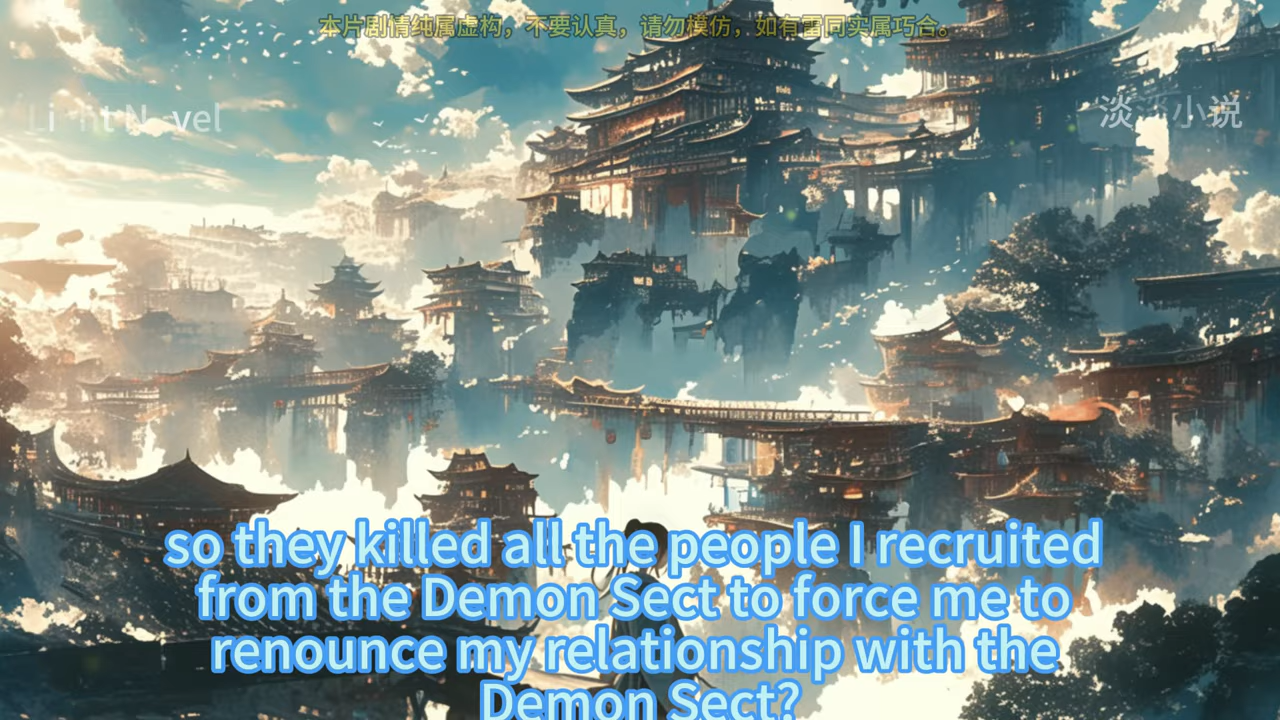 本片剧情纯属虚构，不要认真，请勿模仿，如有雷同实属巧合。
so they killed all the people I recruited
from the Demon Sect to force me to
renounce my relationship with the
Demon Sect?